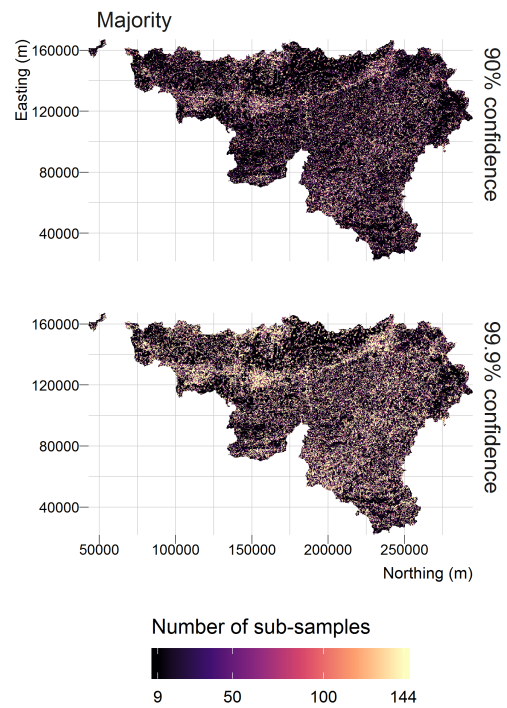 Majority
Easting (m)
160000
120000
80000
40000
90% confidence
160000
120000
80000
40000
99.9% confidence
50000 100000 150000 200000 250000
Northing (m)
Number of sub-samples
9 50 100 144